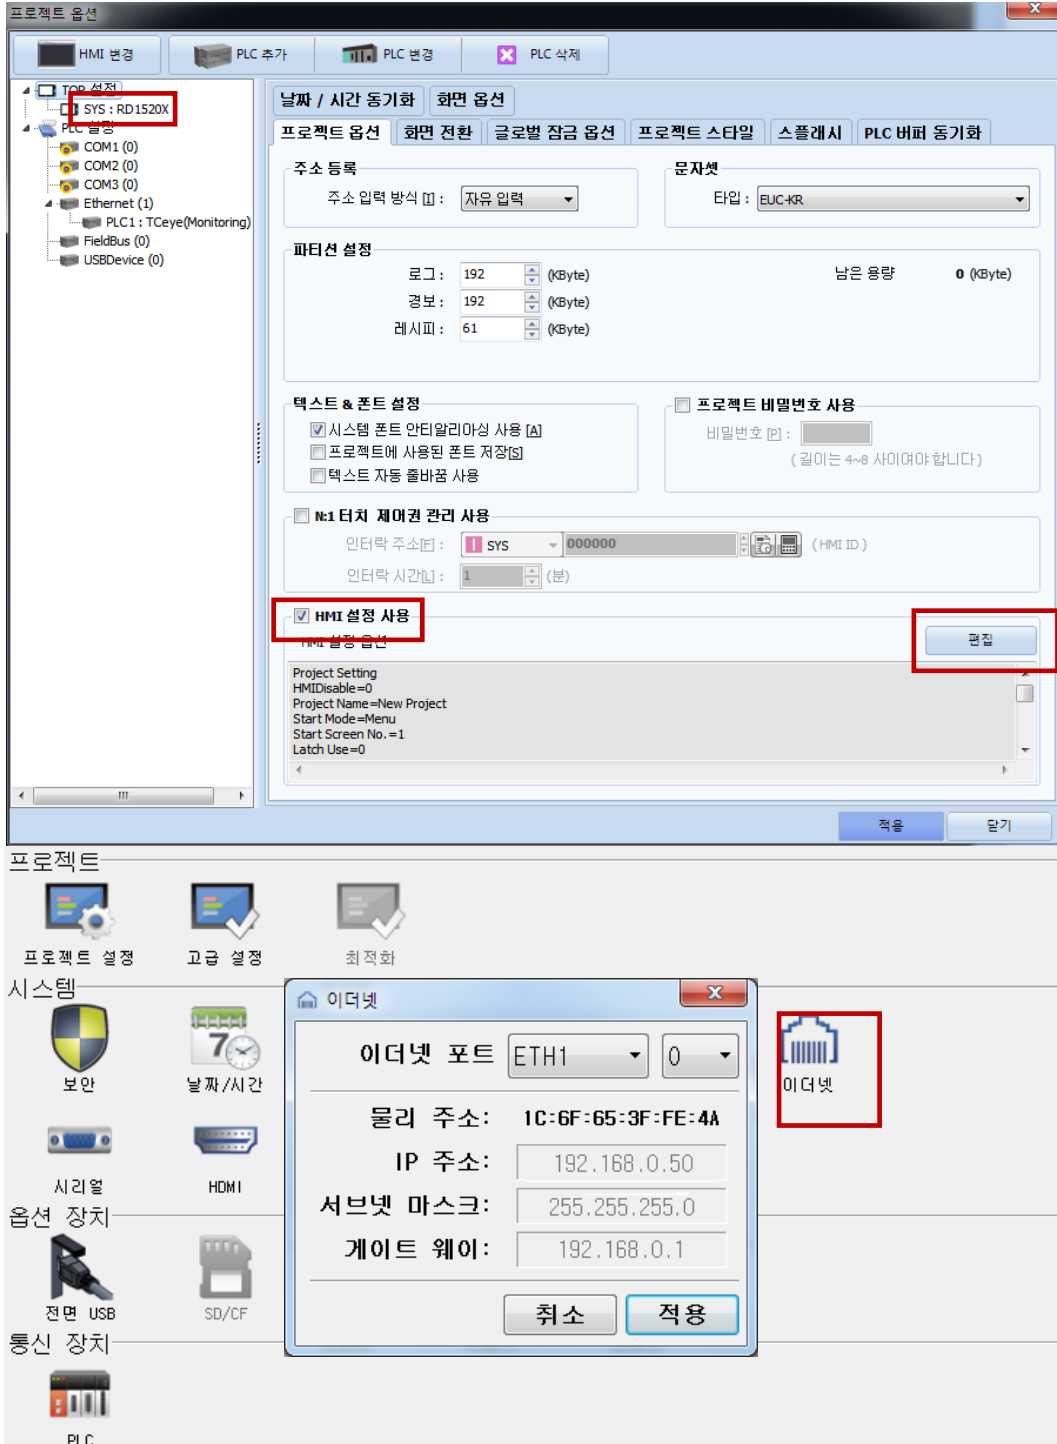 프로젝트 옵션
HMI 변경 PLC 추가 PLC 변경 PLC 삭제
TOP 설정
SYS : RD1520X
PLC 설정
COM1 (0)
COM2 (0)
COM3 (0)
Ethernet (1)
PLC1 : TCeye(Monitoring)
FieldBus (0)
USBDevice (0)
날짜 / 시간 동기화 화면 옵션
프로젝트 옵션 화면 전환 글로벌 잠금 옵션 프로젝트 스타일 스플래시 PLC 버퍼 동기화
주소 등록
주소 입력 방식 [I] : 자유 입력
문자셋
타입 : EUC-KR
파티션 설정
로그 : 192 (KByte) 남은 용량 0 (KByte)
경보 : 192 (KByte)
레시피 : 61 (KByte)
텍스트 & 폰트 설정
시스템 폰트 안티알리아싱 사용 [A]
프로젝트에 사용된 폰트 저장[S]
텍스트 자동 줄바꿈 사용
프로젝트 비밀번호 사용
비밀번호 [P] :
( 길이는 4~8 사이여야 합니다 )
N:1 터치 제어권 관리 사용
인터락 주소[F] : SYS 000000 (HMI ID )
인터락 시간[L] : 1 (분)
HMI 설정 사용
HMI 설정 옵션 편집
Project Setting
HMIDisable=0
Project Name=New Project
Start Mode=Menu
Start Screen No.=1
Latch Use=0
적용 닫기
프로젝트
프로젝트 설정 고급 설정 최적화
시스템
보안 날짜/시간 이더넷
시리얼 HDMI
옵션 장치
전면 USB SD/CF
통신 장치
PLC
이더넷
이더넷 포트 ETH1 0
물리 주소: 1C:6F:65:3F:FE:4A
IP 주소: 192.168.0.50
서브넷 마스크: 255.255.255.0
게이트 웨이: 192.168.0.1
취소 적용